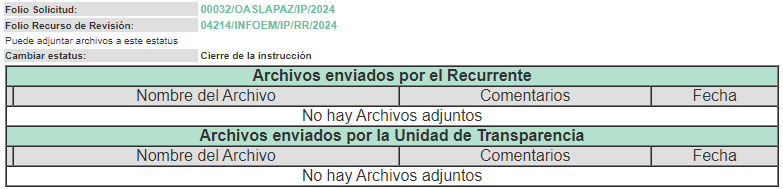 Folio Solicitud: 00032/OASLAPAZ/IP/2024
Folio Recurso de Revisión: 04214/INFOEM/IP/RR/2024
Puede adjuntar archivos a este estatus
Cambiar estatus: Cierre de la instrucción
Archivos enviados por el Recurrente
Nombre del Archivo Comentarios Fecha
No hay Archivos adjuntos
Archivos enviados por la Unidad de Transparencia
Nombre del Archivo Comentarios Fecha
No hay Archivos adjuntos